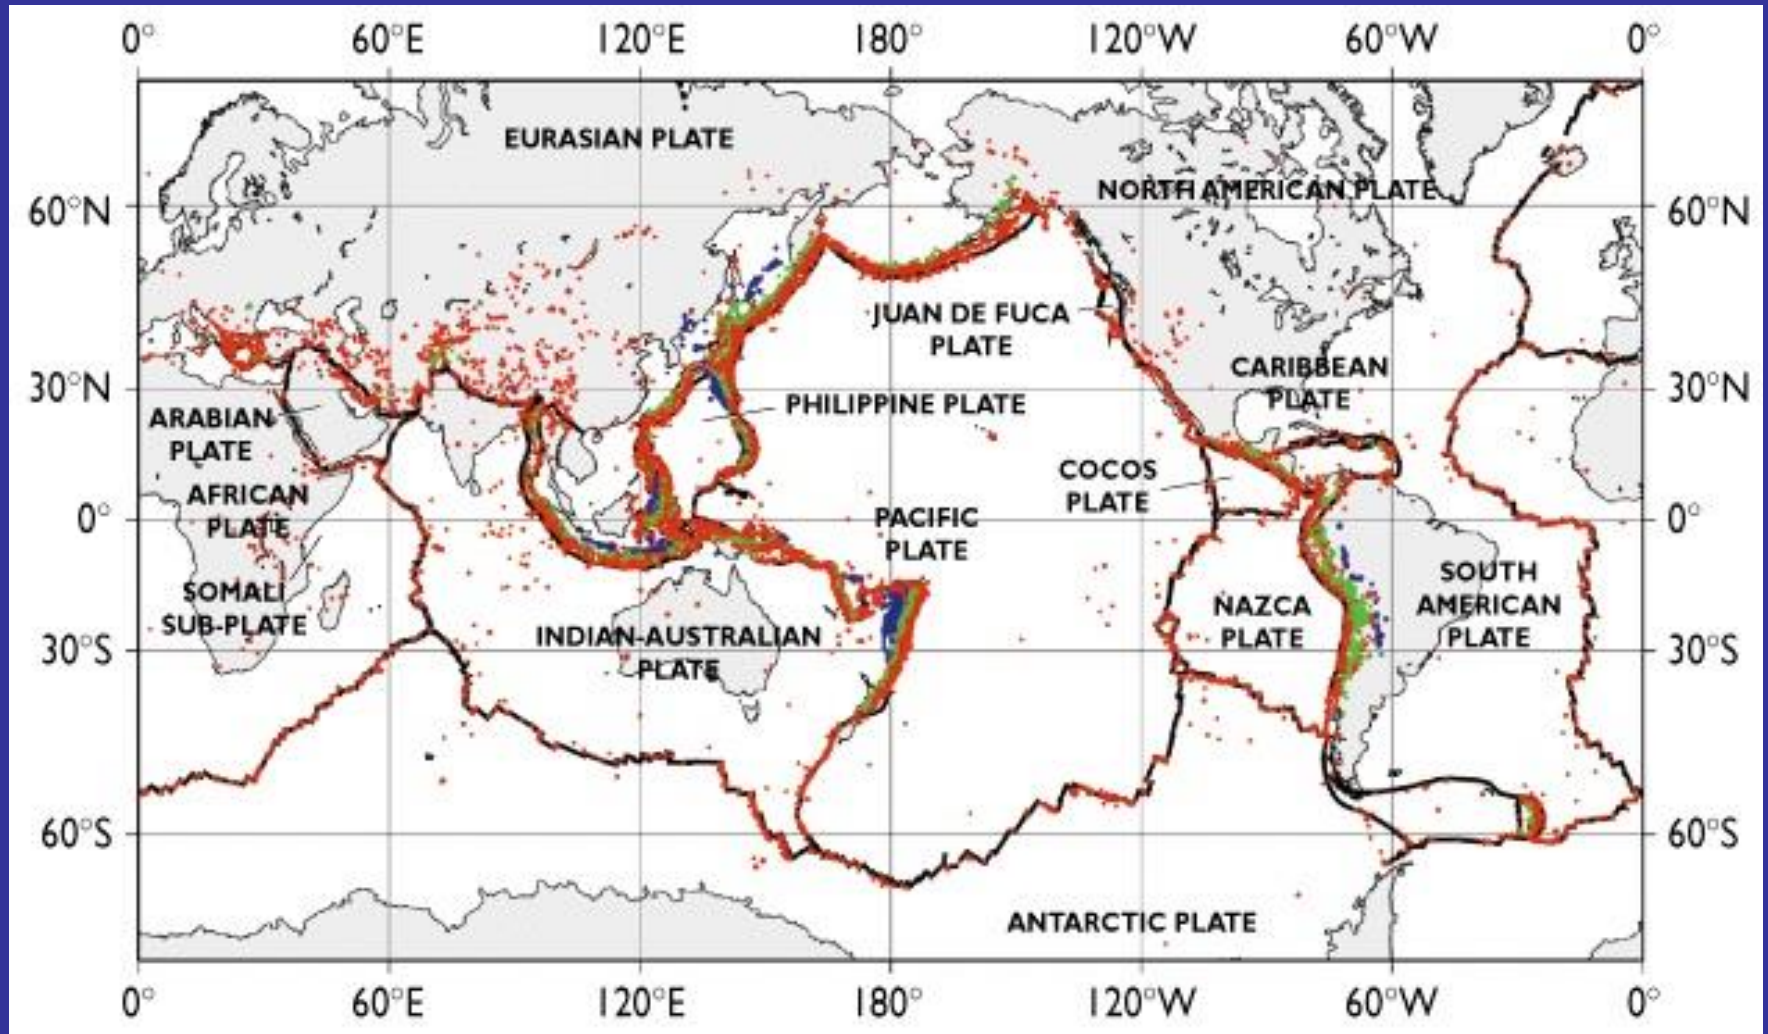 0° 60°E 120°E 180° 120°W 60°W 0°
EURASIAN PLATE
NORTH AMERICAN PLATE
60°N 60°N
JUAN DE FUCA
PLATE
CARIBBEAN
PLATE
30°N 30°N
ARABIAN
PLATE
PHILIPPINE PLATE
COCOS
PLATE
AFRICAN
PLATE
0° 0°
PACIFIC
PLATE
SOMALI
SUB-PLATE
INDIAN-AUSTRALIAN
PLATE
NAZCA
PLATE
SOUTH
AMERICAN
PLATE
30°S 30°S
60°S 60°S
ANTARCTIC PLATE
0° 60°E 120°E 180° 120°W 60°W 0°